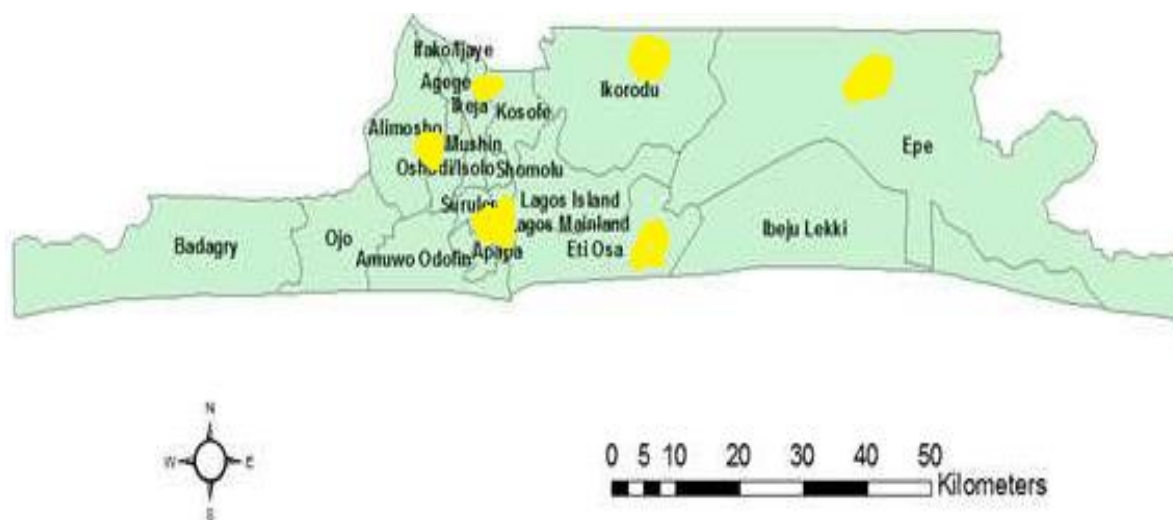 Ifako/Ijaye
Agege
Ikeja
Kosofe
Ikorodu
Alimosho
Mushin
Oshodi/Isolo
Shomolu
Epe
Surulere
Lagos Island
Lagos Mainland
Badagry
Ojo
Amuwo Odofin
Apapa
Eti Osa
Ibeju Lekki
N
W
E
S
0 5 10 20 30 40 50
Kilometers